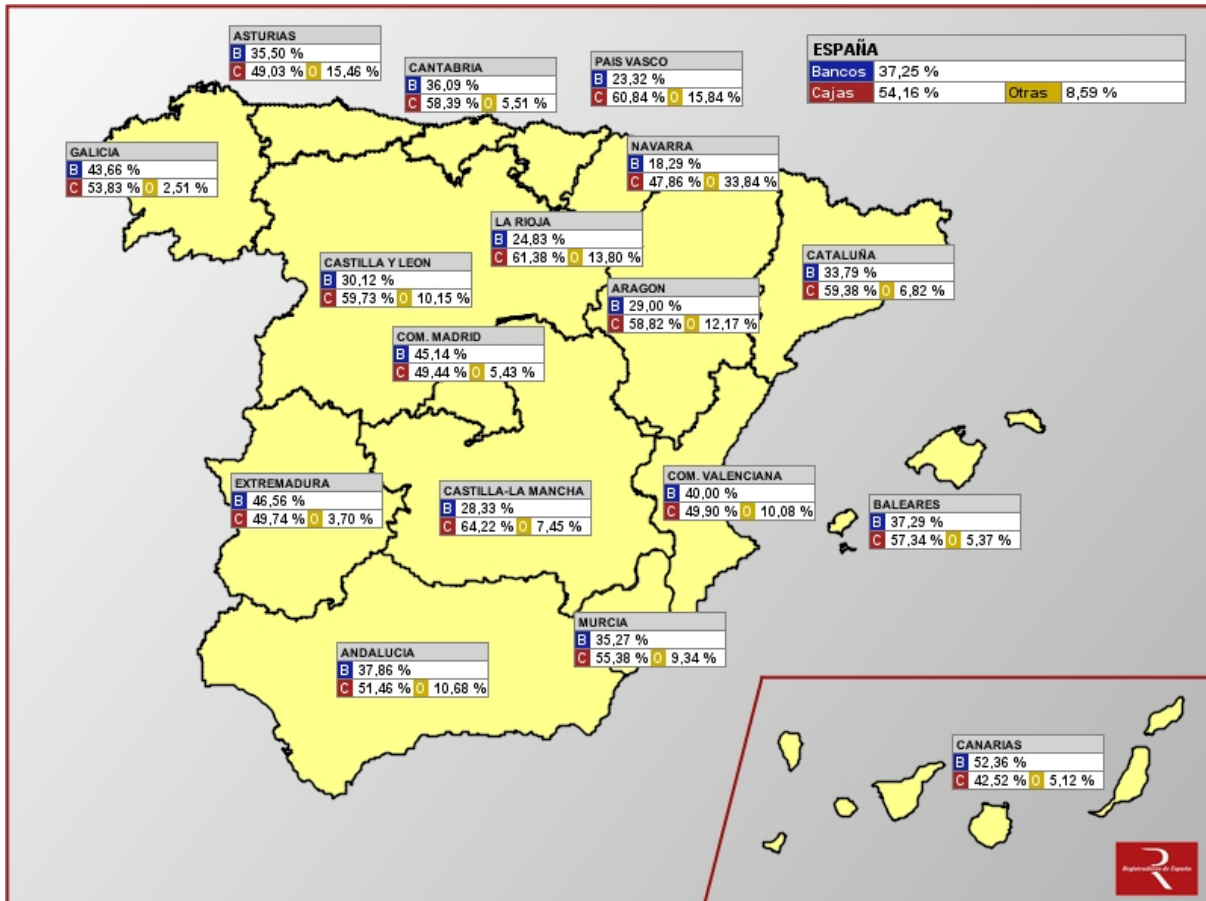 ASTURIAS
B 35,50 %
C 49,03 % O 15,46 %
CANTABRIA
B 36,09 %
C 58,39 % O 5,51 %
PAIS VASCO
B 23,32 %
C 60,84 % O 15,84 %
ESPAÑA
Bancos 37,25 %
Cajas 54,16 % Otras 8,59 %
GALICIA
B 43,66 %
C 53,83 % O 2,51 %
NAVARRA
B 18,29 %
C 47,86 % O 33,84 %
LA RIOJA
B 24,83 %
C 61,38 % O 13,80 %
CASTILLA Y LEON
B 30,12 %
C 59,73 % O 10,15 %
CATALUÑA
B 33,79 %
C 59,38 % O 6,82 %
ARAGON
B 29,00 %
C 58,82 % O 12,17 %
COM. MADRID
B 45,14 %
C 49,44 % O 5,43 %
EXTREMADURA
B 46,56 %
C 49,74 % O 3,70 %
CASTILLA-LA MANCHA
B 28,33 %
C 64,22 % O 7,45 %
COM. VALENCIANA
B 40,00 %
C 49,90 % O 10,08 %
BALEARES
B 37,29 %
C 57,34 % O 5,37 %
MURCIA
B 35,27 %
C 55,38 % O 9,34 %
ANDALUCIA
B 37,86 %
C 51,46 % O 10,68 %
CANARIAS
B 52,36 %
C 42,52 % O 5,12 %
R
Registradores de España